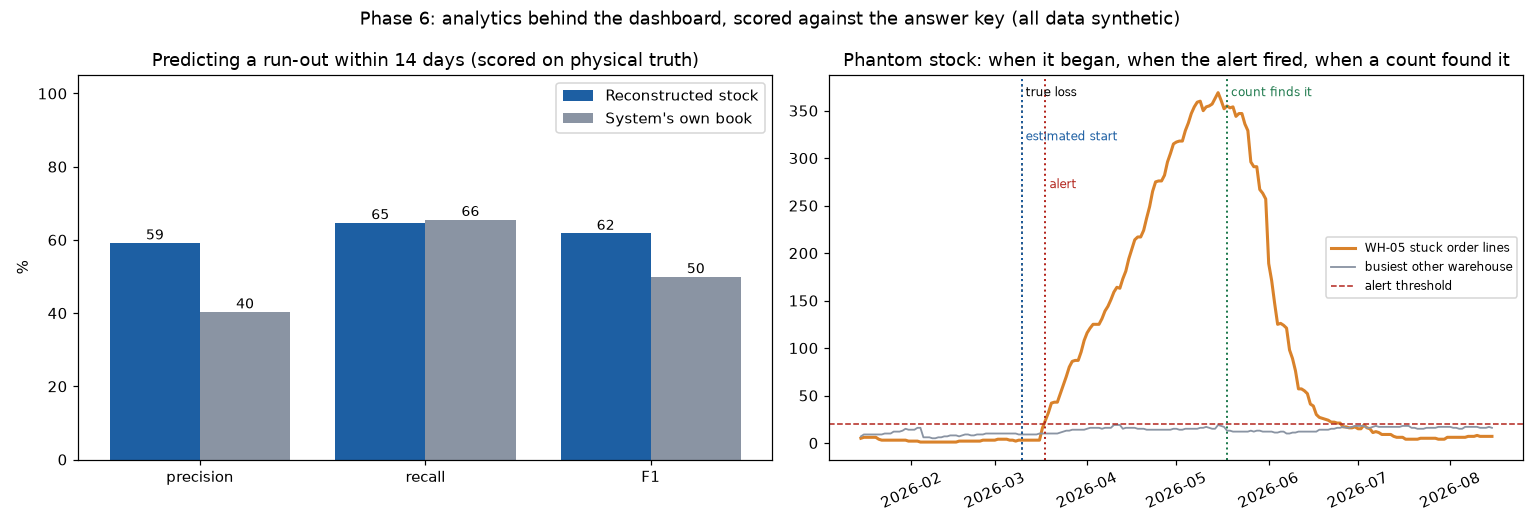 Phase 6: analytics behind the dashboard, scored against the answer key (all data synthetic)
Predicting a run-out within 14 days (scored on physical truth)
100
80
60
40
20
0
%
Reconstructed stock
System's own book
59
40
65
66
62
50
precision
recall
F1
Phantom stock: when it began, when the alert fired, when a count found it
350
300
250
200
150
100
50
0
true loss
estimated start
alert
count finds it
WH-05 stuck order lines
busiest other warehouse
alert threshold
2026-02
2026-03
2026-04
2026-05
2026-06
2026-07
2026-08